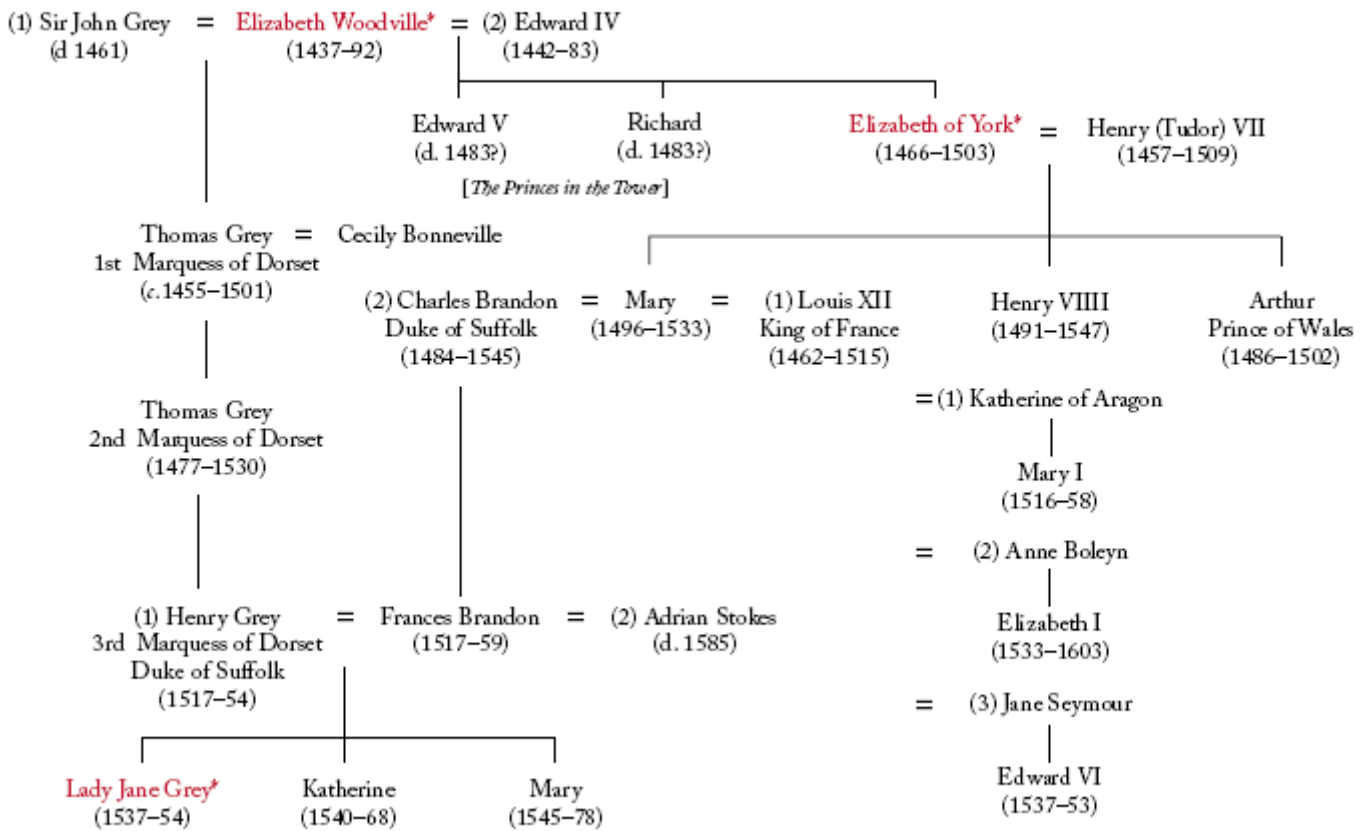 (1) Sir John Grey = Elizabeth Woodville* = (2) Edward IV
(d 1461) (1437–92) (1442–83)
Edward V Richard Elizabeth of York* = Henry (Tudor) VII
(d. 1483?) (d. 1483?) (1466–1503) (1457–1509)
[The Princes in the Tower]
Thomas Grey = Cecily Bonneville
1st Marquess of Dorset
(c.1455–1501)
(2) Charles Brandon = Mary = (1) Louis XII Henry VIIII Arthur
Duke of Suffolk (1496–1533) King of France (1491–1547) Prince of Wales
(1484–1545) (1462–1515) (1486–1502)
= (1) Katherine of Aragon
Thomas Grey
2nd Marquess of Dorset
(1477–1530)
Mary I
(1516–58)
= (2) Anne Boleyn
(1) Henry Grey = Frances Brandon = (2) Adrian Stokes Elizabeth I
3rd Marquess of Dorset (1517–59) (d. 1585) (1533–1603)
Duke of Suffolk
(1517–54)
= (3) Jane Seymour
Lady Jane Grey* Katherine Mary Edward VI
(1537–54) (1540–68) (1545–78) (1537–53)